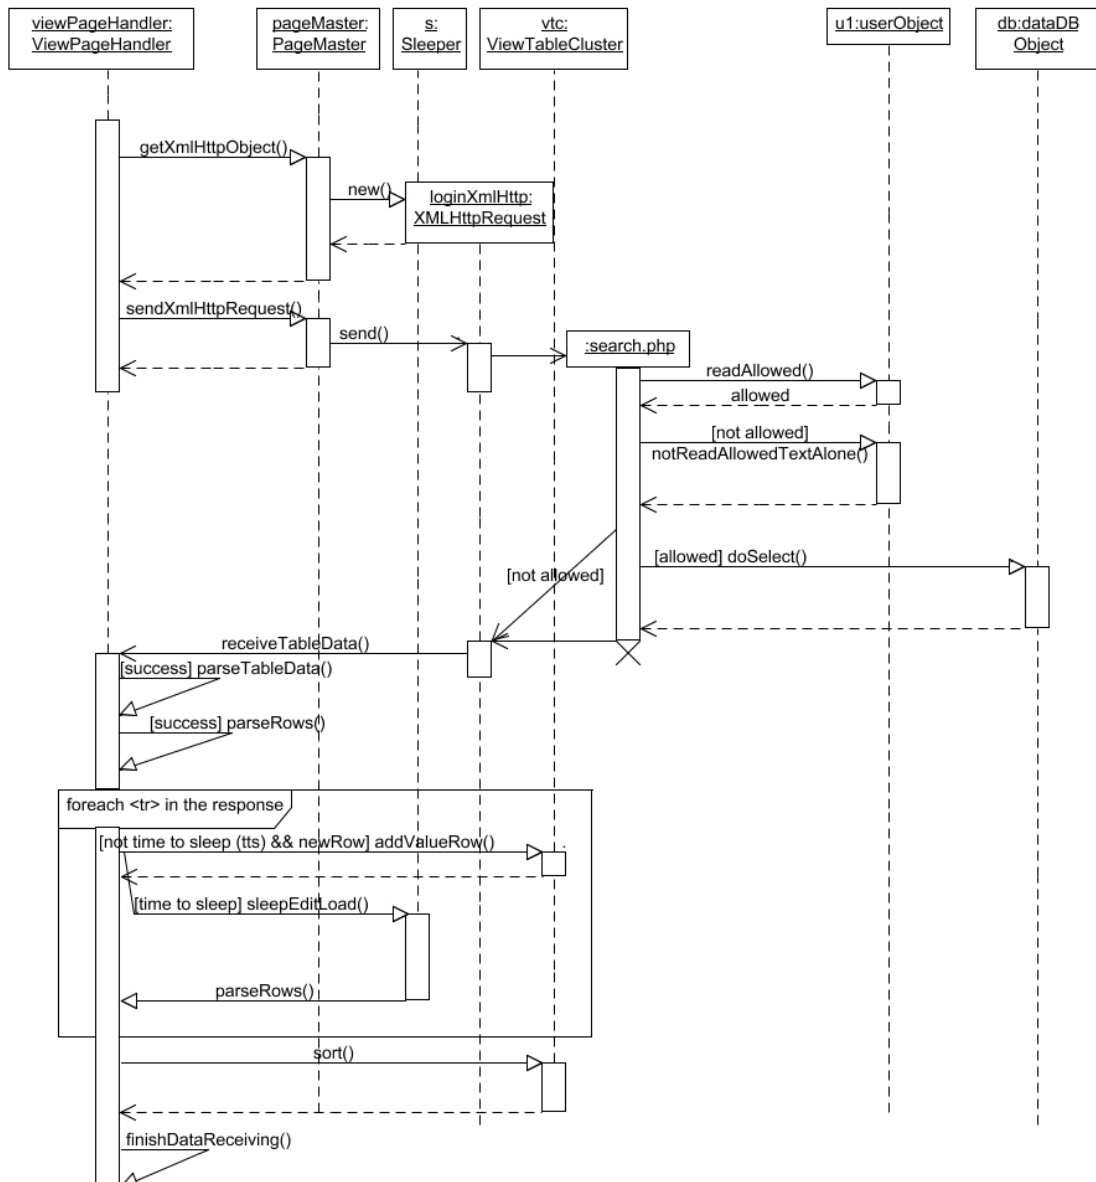 viewPageHandler:
ViewPageHandler
pageMaster:
PageMaster
s:
Sleeper
vtc:
ViewTableCluster
u1:userObject
db:dataDB
Object
getXmlHttpObject()
new()
loginXmlHttp:
XMLHttpRequest
sendXmlHttpRequest()
send()
:search.php
readAllowed()
allowed
[not allowed]
notReadAllowedTextAlone()
[allowed] doSelect()
[not allowed]
receiveTableData()
[success] parseTableData()
[success] parseRows()
foreach <tr> in the response
[not time to sleep (tts) && newRow] addValueRow()
[time to sleep] sleepEditLoad()
parseRows()
sort()
finishDataReceiving()